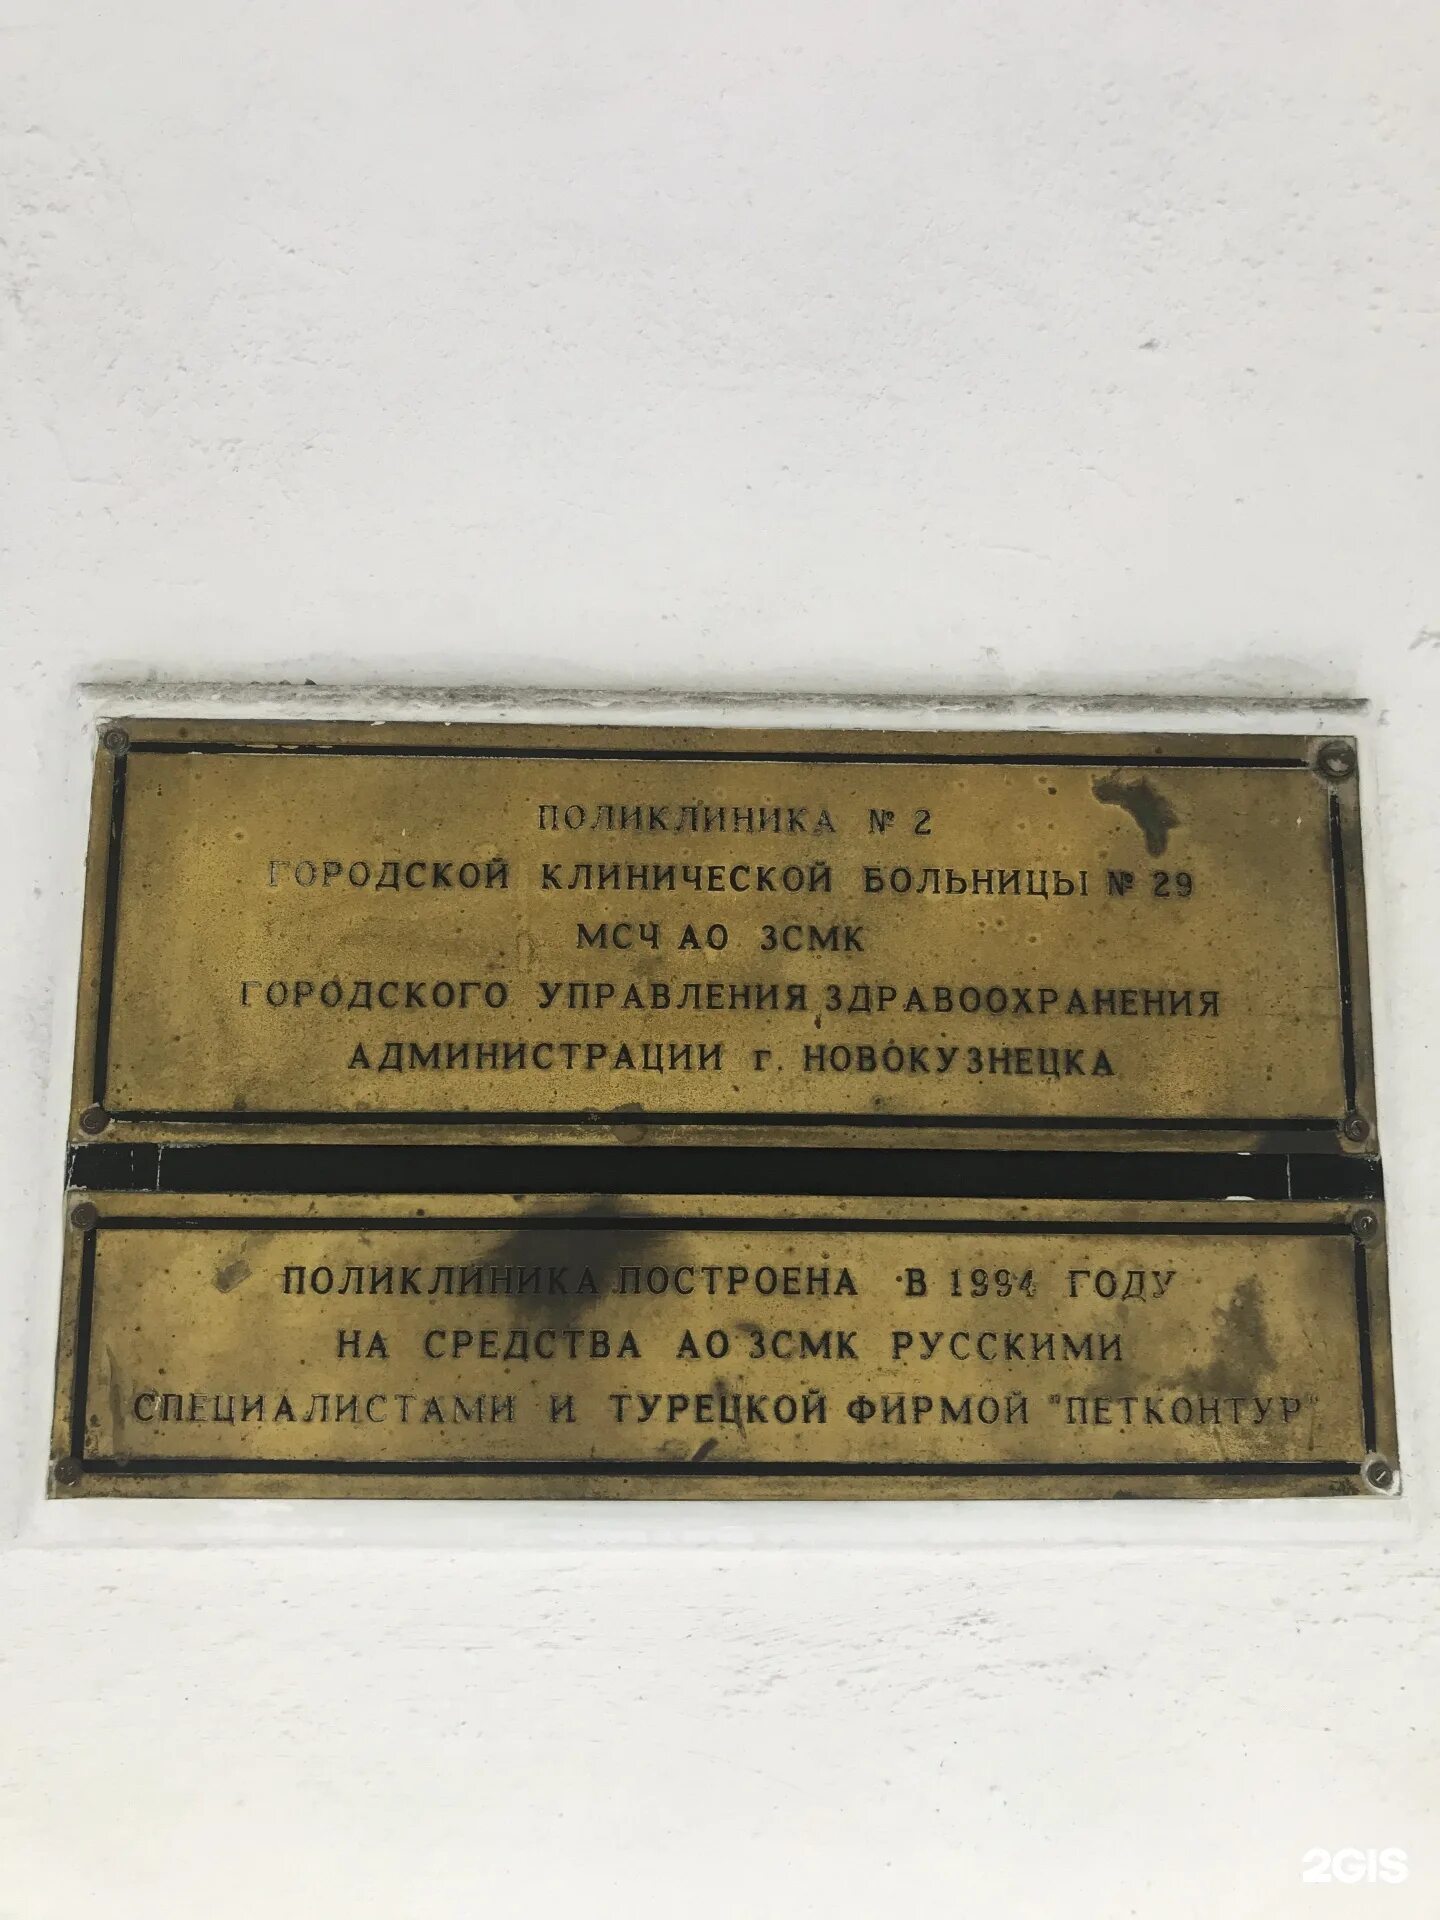 ПОЛИКЛИНИКА № 2
ГОРОДСКОЙ КЛИНИЧЕСКОЙ БОЛЬНИЦЫ № 29
МСЧ АО ЗСМК
ГОРОДСКОГО УПРАВЛЕНИЯ ЗДРАВООХРАНЕНИЯ
АДМИНИСТРАЦИИ г. НОВОКУЗНЕЦКА
ПОЛИКЛИНИКА ПОСТРОЕНА В 1994 ГОДУ
НА СРЕДСТВА АО ЗСМК РУССКИМИ
СПЕЦИАЛИСТАМИ И ТУРЕЦКОЙ ФИРМОЙ "ПЕТКОНТУР"
2GIS